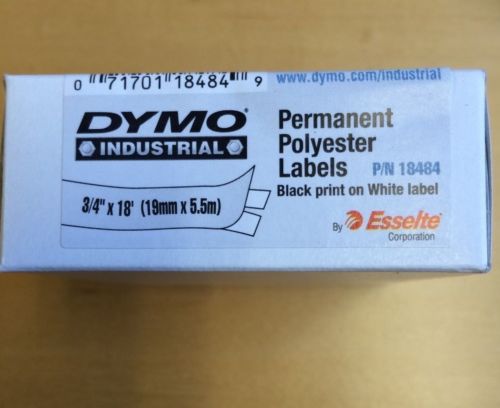 0 71701 18484 9
www.dymo.com/industrial
DYMO®
INDUSTRIAL
Permanent
Polyester
Labels P/N 18484
Black print on White label
3/4" x 18' (19mm x 5.5m)
By Esselte
Corporation